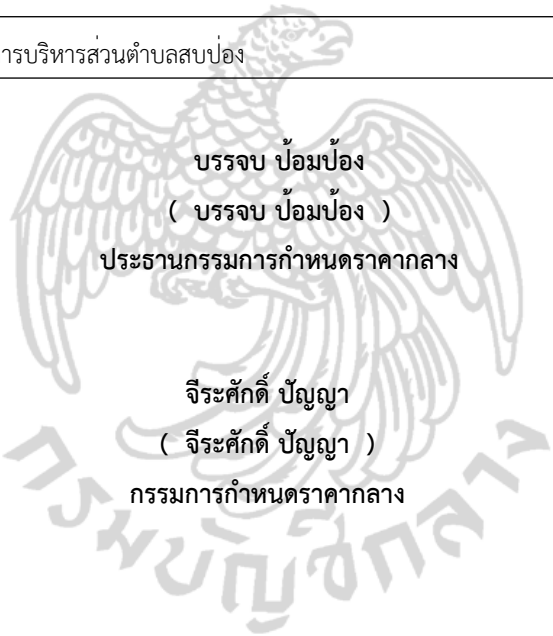 ารบริหารส่วนตำบลสบป่อง
บรรจบ ป้อมป้อง
( บรรจบ ป้อมป้อง )
ประธานกรรมการกำหนดราคากลาง
จีระศักดิ์ ปัญญา
( จีระศักดิ์ ปัญญา )
กรรมการกำหนดราคากลาง
กรมบัญชีกลาง